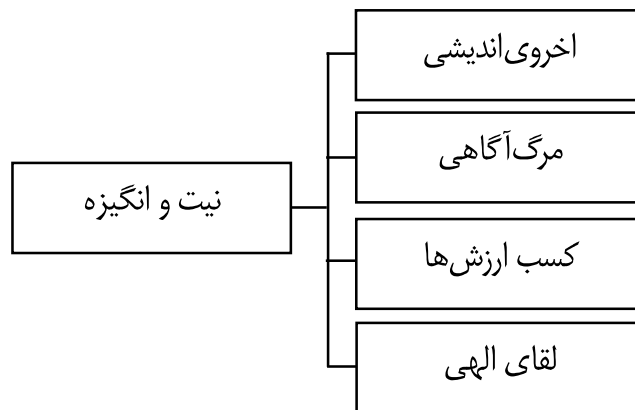 اخروی‌اندیشی
مرگ‌آگاهی
نیت و انگیزه
کسب ارزش‌ها
لقای الهی